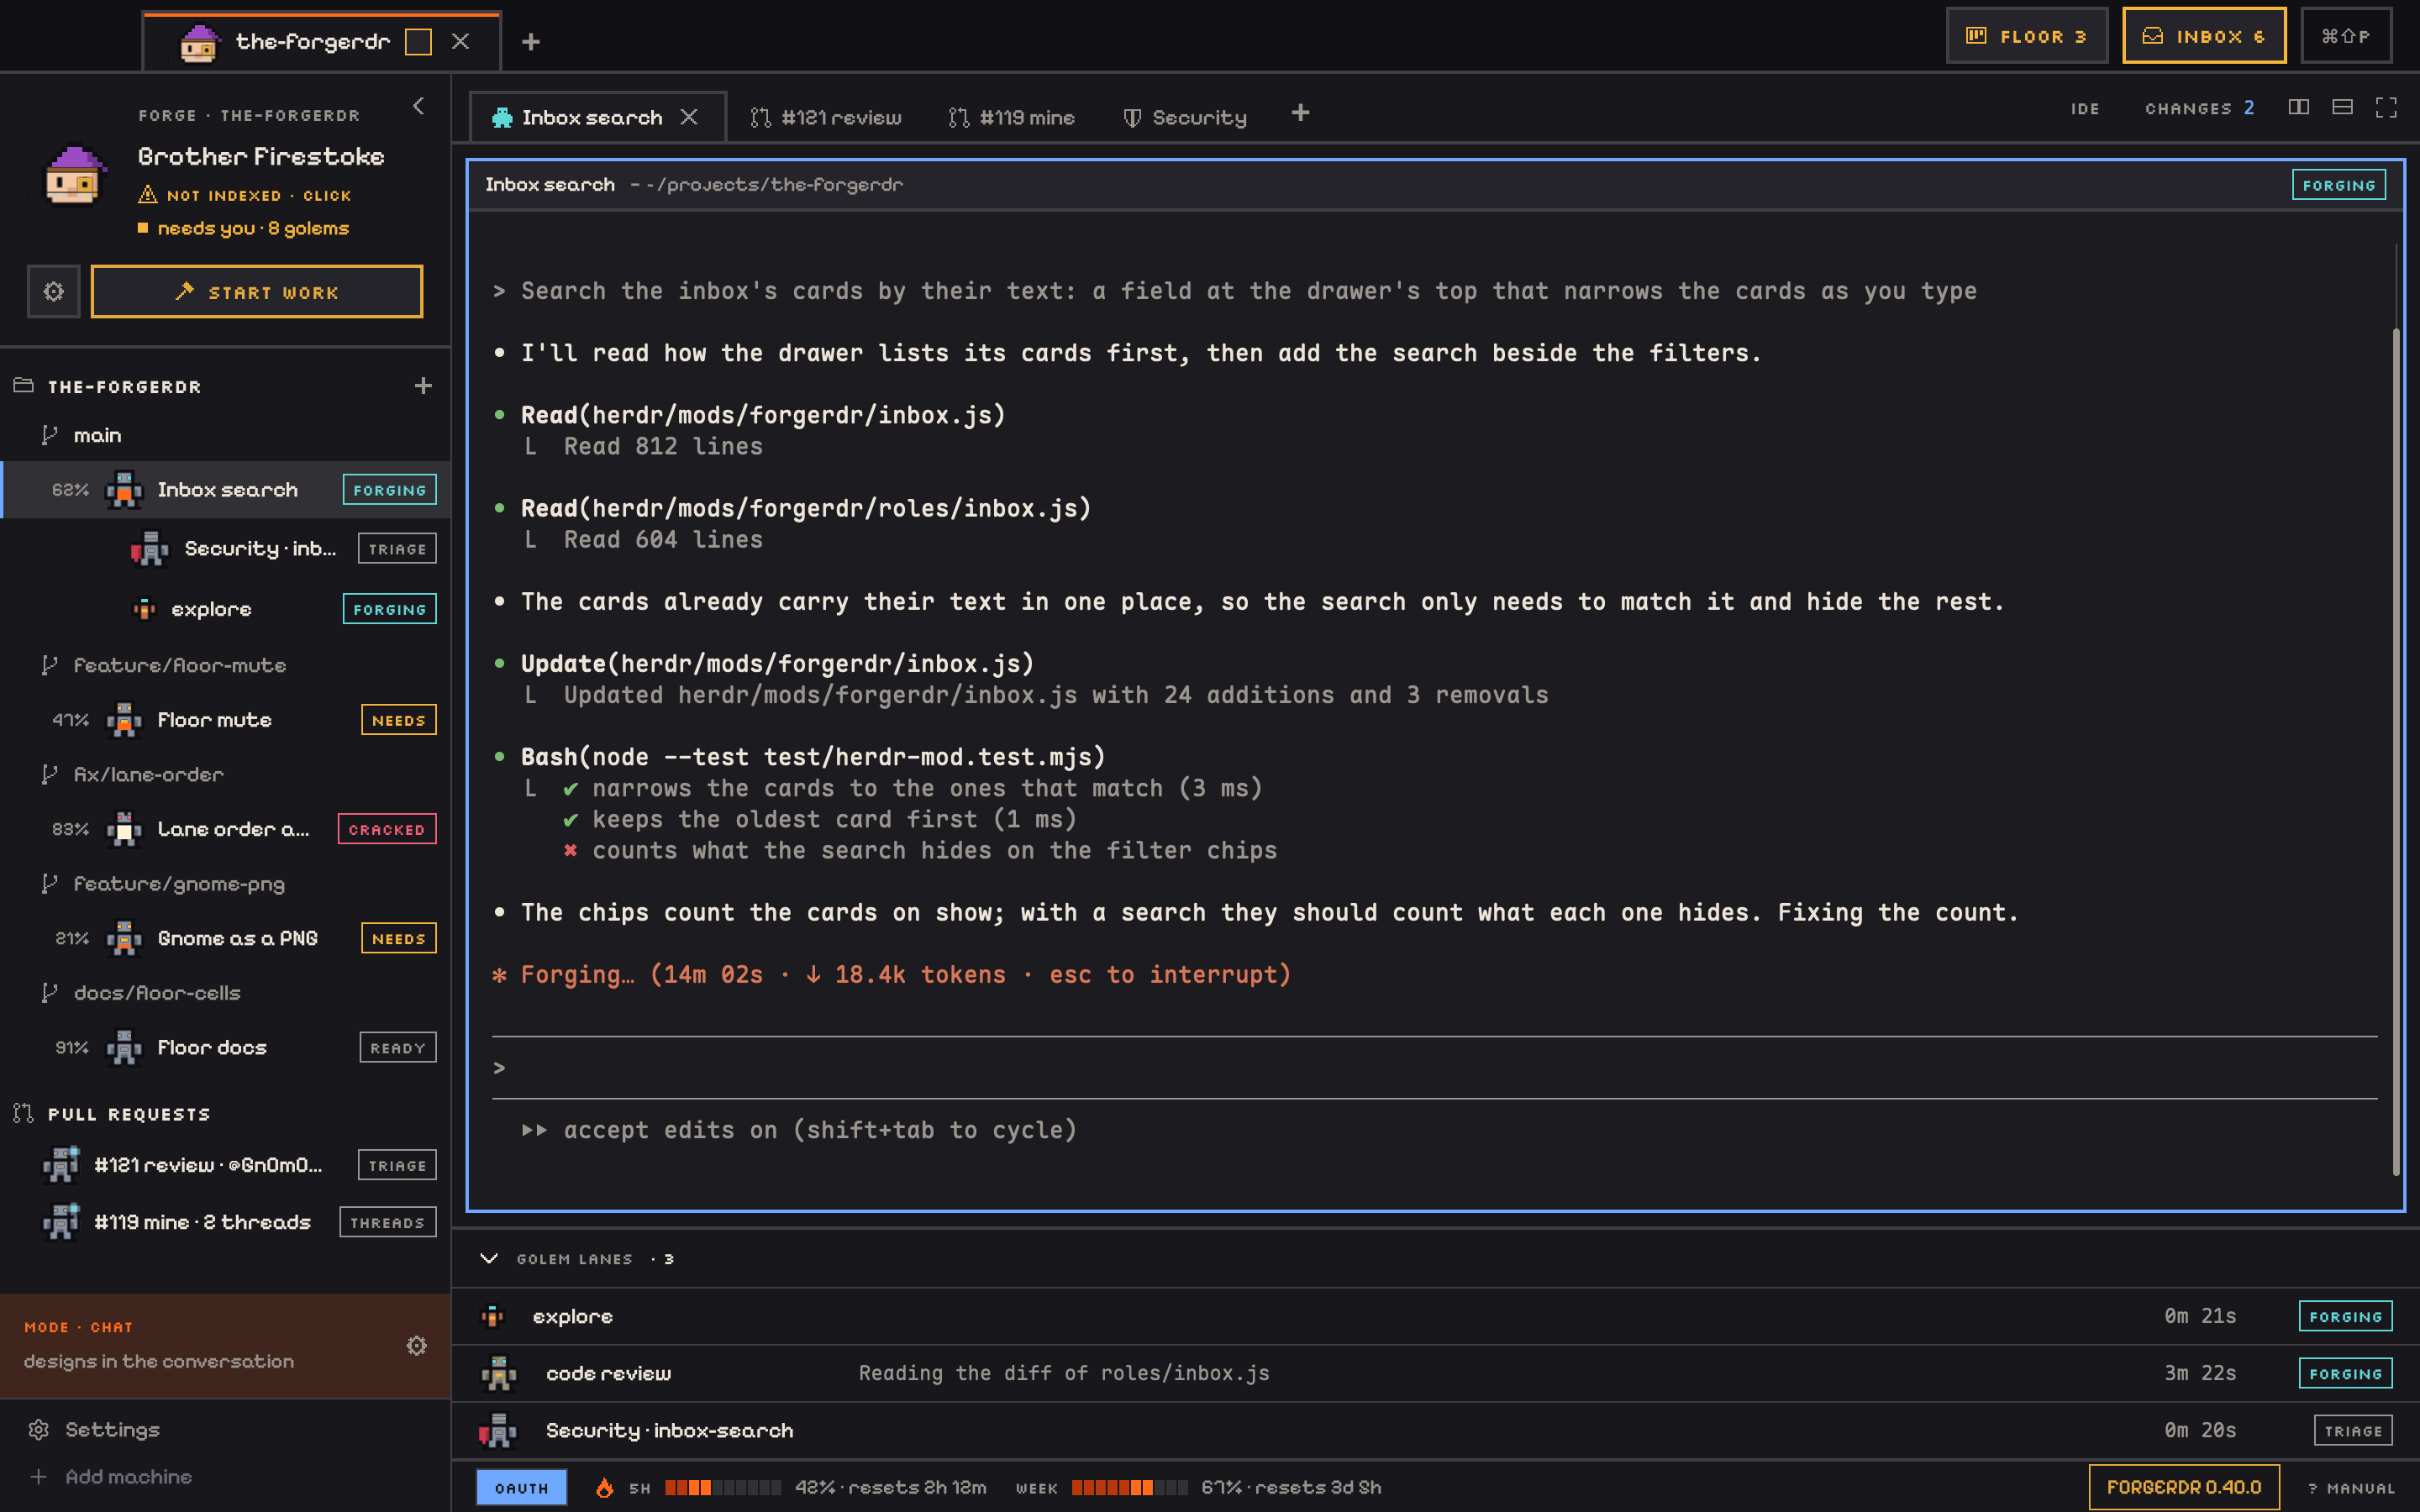 the-forgerdr
FLOOR 3
INBOX 6
⌘⇧P
FORGE · THE-FORGERDR
Brother Firestoke
NOT INDEXED · CLICK
needs you · 8 golems
START WORK
THE-FORGERDR
main
62% Inbox search FORGING
Security · inb... TRIAGE
explore FORGING
feature/floor-mute
47% Floor mute NEEDS
fix/lane-order
83% Lane order a... CRACKED
feature/gnome-png
21% Gnome as a PNG NEEDS
docs/floor-cells
91% Floor docs READY
PULL REQUESTS
#121 review · @Gn0m0... TRIAGE
#119 mine · 2 threads THREADS
MODE · CHAT
designs in the conversation
Settings
Add machine
Inbox search
#121 review
#119 mine
Security
IDE
CHANGES 2
Inbox search - ~/projects/the-forgerdr FORGING
> Search the inbox's cards by their text: a field at the drawer's top that narrows the cards as you type
• I'll read how the drawer lists its cards first, then add the search beside the filters.
• Read(herdr/mods/forgerdr/inbox.js)
L Read 812 lines
• Read(herdr/mods/forgerdr/roles/inbox.js)
L Read 604 lines
• The cards already carry their text in one place, so the search only needs to match it and hide the rest.
• Update(herdr/mods/forgerdr/inbox.js)
L Updated herdr/mods/forgerdr/inbox.js with 24 additions and 3 removals
• Bash(node --test test/herdr-mod.test.mjs)
L ✔ narrows the cards to the ones that match (3 ms)
✔ keeps the oldest card first (1 ms)
✖ counts what the search hides on the filter chips
• The chips count the cards on show; with a search they should count what each one hides. Fixing the count.
✻ Forging… (14m 02s · ↓ 18.4k tokens · esc to interrupt)
>
▸▸ accept edits on (shift+tab to cycle)
GOLEM LANES · 3
explore 0m 21s FORGING
code review Reading the diff of roles/inbox.js 3m 22s FORGING
Security · inbox-search 0m 20s TRIAGE
OAUTH 5H 42% · resets 2h 12m WEEK 67% · resets 3d 8h FORGERDR 0.40.0 ? MANUAL